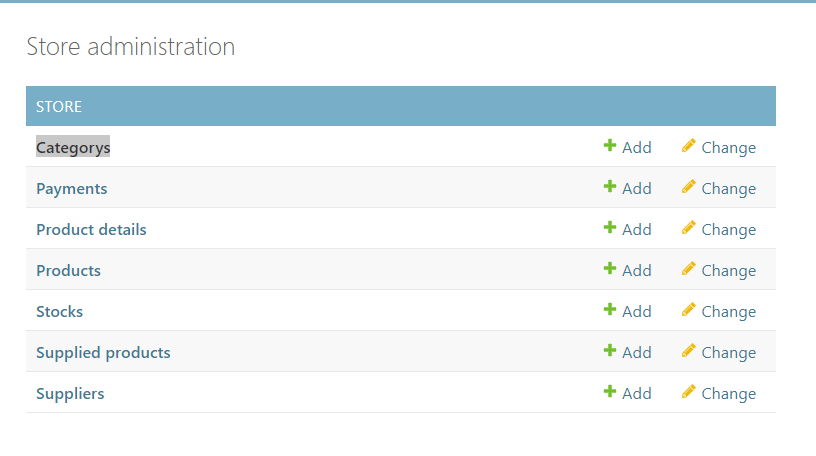 Store administration
STORE
Categorys Add Change
Payments Add Change
Product details Add Change
Products Add Change
Stocks Add Change
Supplied products Add Change
Suppliers Add Change